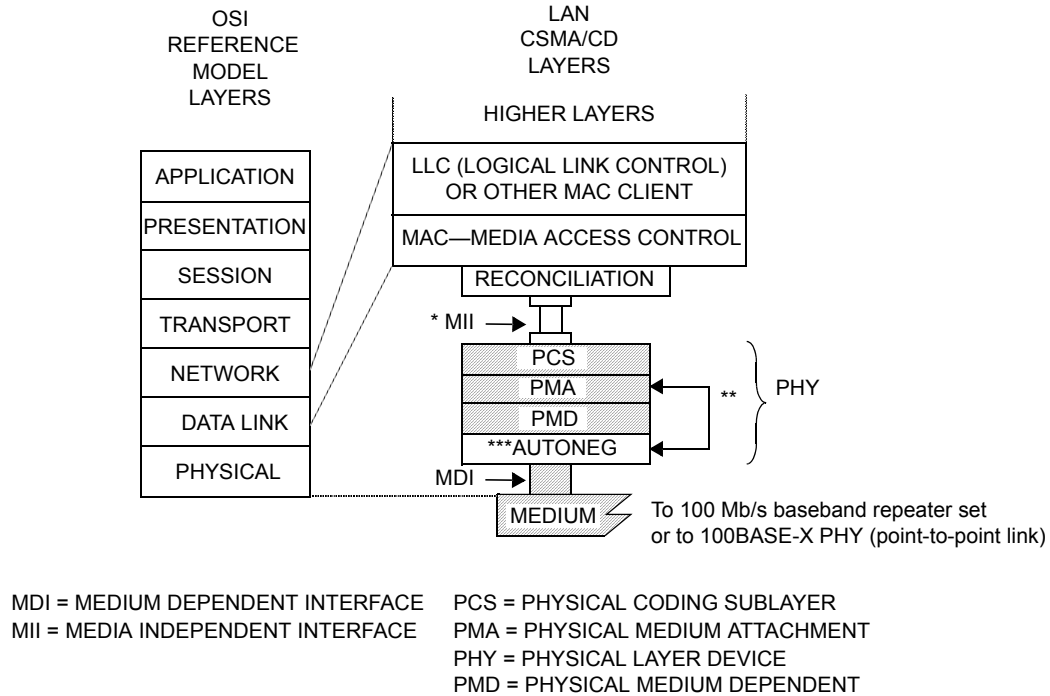 OSI
REFERENCE
MODEL
LAYERS
LAN
CSMA/CD
LAYERS
HIGHER LAYERS
APPLICATION
PRESENTATION
SESSION
TRANSPORT
NETWORK
DATA LINK
PHYSICAL
LLC (LOGICAL LINK CONTROL)
OR OTHER MAC CLIENT
MAC—MEDIA ACCESS CONTROL
RECONCILIATION
* MII
PCS
PMA
PMD
***AUTONEG
**
PHY
MDI
MEDIUM
To 100 Mb/s baseband repeater set
or to 100BASE-X PHY (point-to-point link)
MDI = MEDIUM DEPENDENT INTERFACE
MII = MEDIA INDEPENDENT INTERFACE
PCS = PHYSICAL CODING SUBLAYER
PMA = PHYSICAL MEDIUM ATTACHMENT
PHY = PHYSICAL LAYER DEVICE
PMD = PHYSICAL MEDIUM DEPENDENT